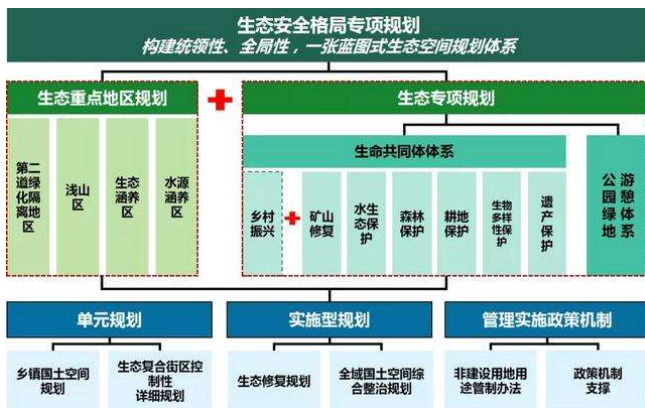 生态安全格局专项规划
构建统领性、全局性，一张蓝图式生态空间规划体系
生态重点地区规划
+
生态专项规划
第二道绿化隔离地区
浅山区
生态涵养区
水源涵养区
生命共同体体系
乡村振兴
+
矿山修复
水生态保护
森林保护
耕地保护
生物多样性保护
遗产保护
公园绿地
游憩体系
单元规划
实施型规划
管理实施政策机制
乡镇国土空间
规划
生态复合街区控
制性
详细规划
生态修复规划
全域国土空间综
合整治规划
非建设用地用
途管制办法
政策机制
支撑